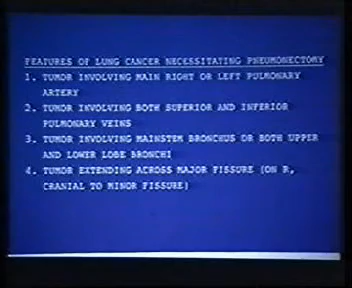 FEATURES OF LUNG CANCER NECESSITATING PNEUMONECTOMY
1. TUMOR INVOLVING MAIN RIGHT OR LEFT PULMONARY
ARTERY
2. TUMOR INVOLVING BOTH SUPERIOR AND INFERIOR
PULMONARY VEINS
3. TUMOR INVOLVING MAINSTEM BRONCHUS OR BOTH UPPER
AND LOWER LOBE BRONCHI
4. TUMOR EXTENDING ACROSS MAJOR FISSURE (ON R,
CRANIAL TO MINOR FISSURE)